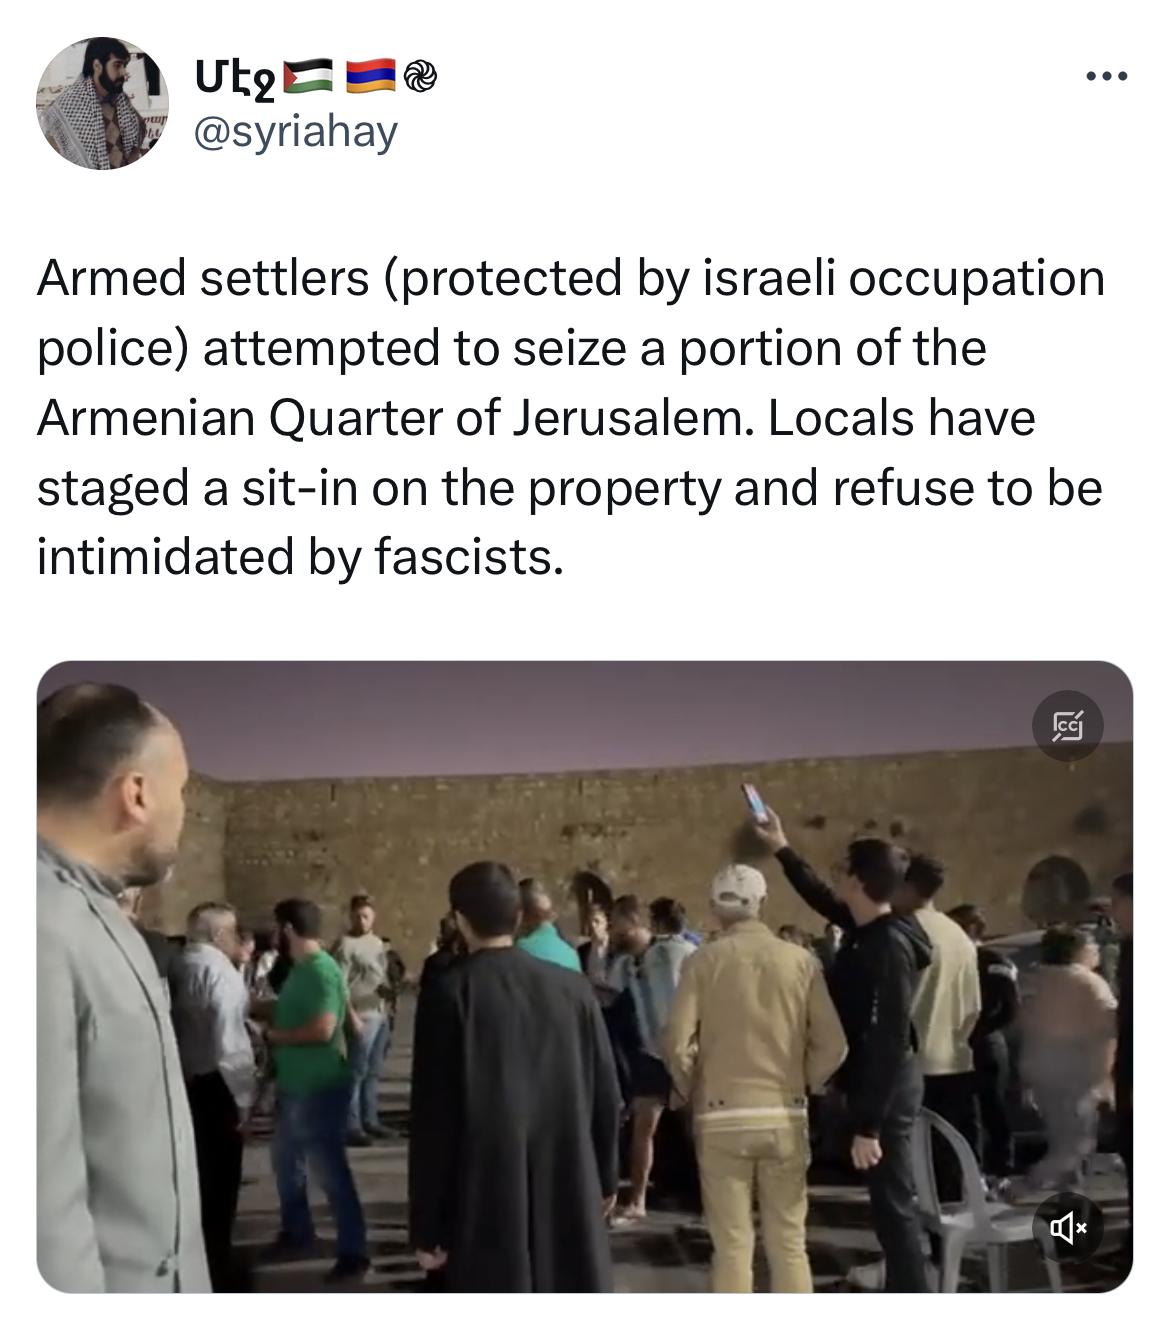 Մէջ🇵🇸 🇦🇲֎
@syriahay
Armed settlers (protected by israeli occupation
police) attempted to seize a portion of the
Armenian Quarter of Jerusalem. Locals have
staged a sit-in on the property and refuse to be
intimidated by fascists.
CC